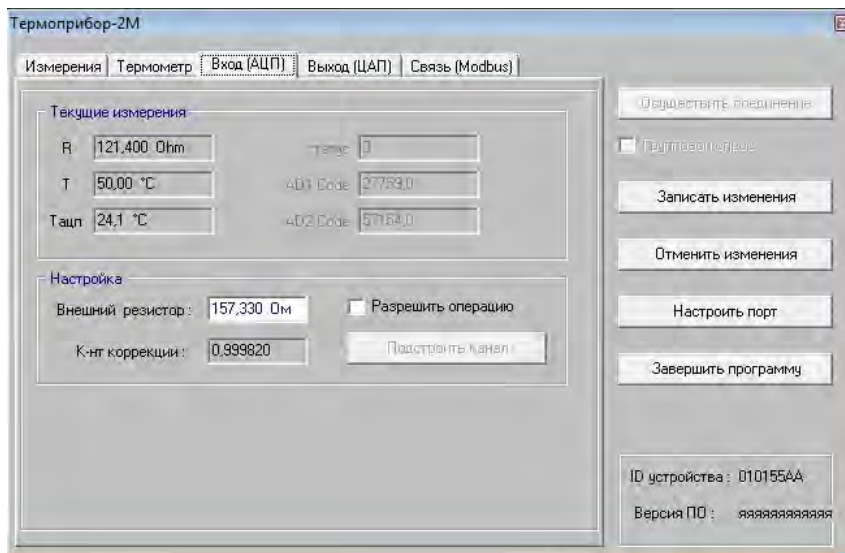 Термоприбор-2М
Измерения Термометр Вход (АЦП) Выход (ЦАП) Связь (Modbus)
Текущие измерения
R 121,400 Ohm
T 50,00 °C AD1 Code
Тацп 24,1 °C AD2 Code
Настройка
Внешний резистор: 157,330 Ом Разрешить операцию
К-нт коррекции: 0,999820 Подстроить канал
Осуществить соединение
Записать изменения
Отменить изменения
Настроить порт
Завершить программу
ID устройства: 010155AA
Версия ПО: яяяяяяяяяяяя